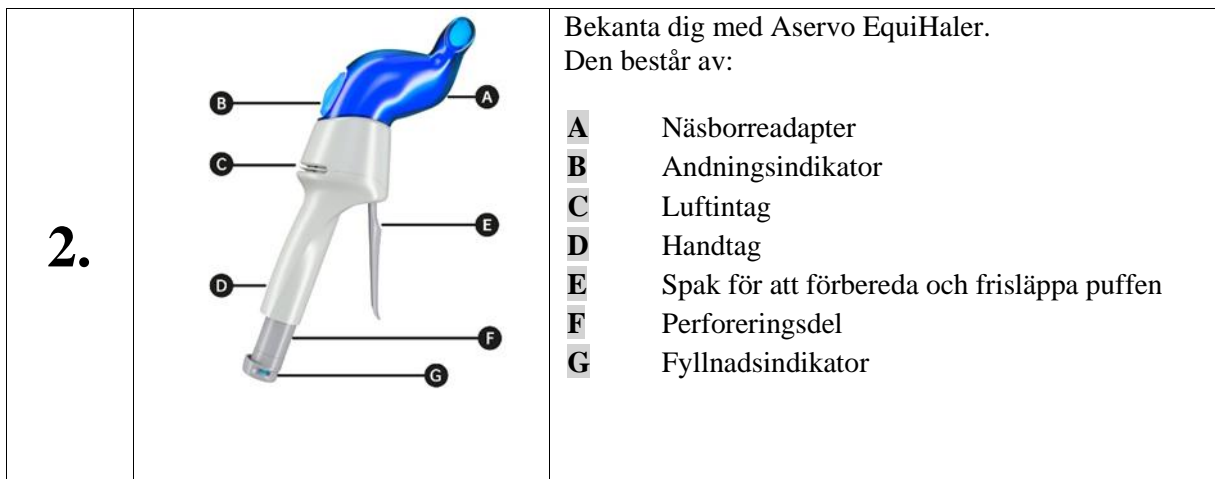 2.
B
A
C
E
D
F
G
Bekanta dig med Aservo EquiHaler.
Den består av:
A Näsborreadapter
B Andningsindikator
C Luftintag
D Handtag
E Spak för att förbereda och frisläppa puffen
F Perforeringsdel
G Fyllnadsindikator